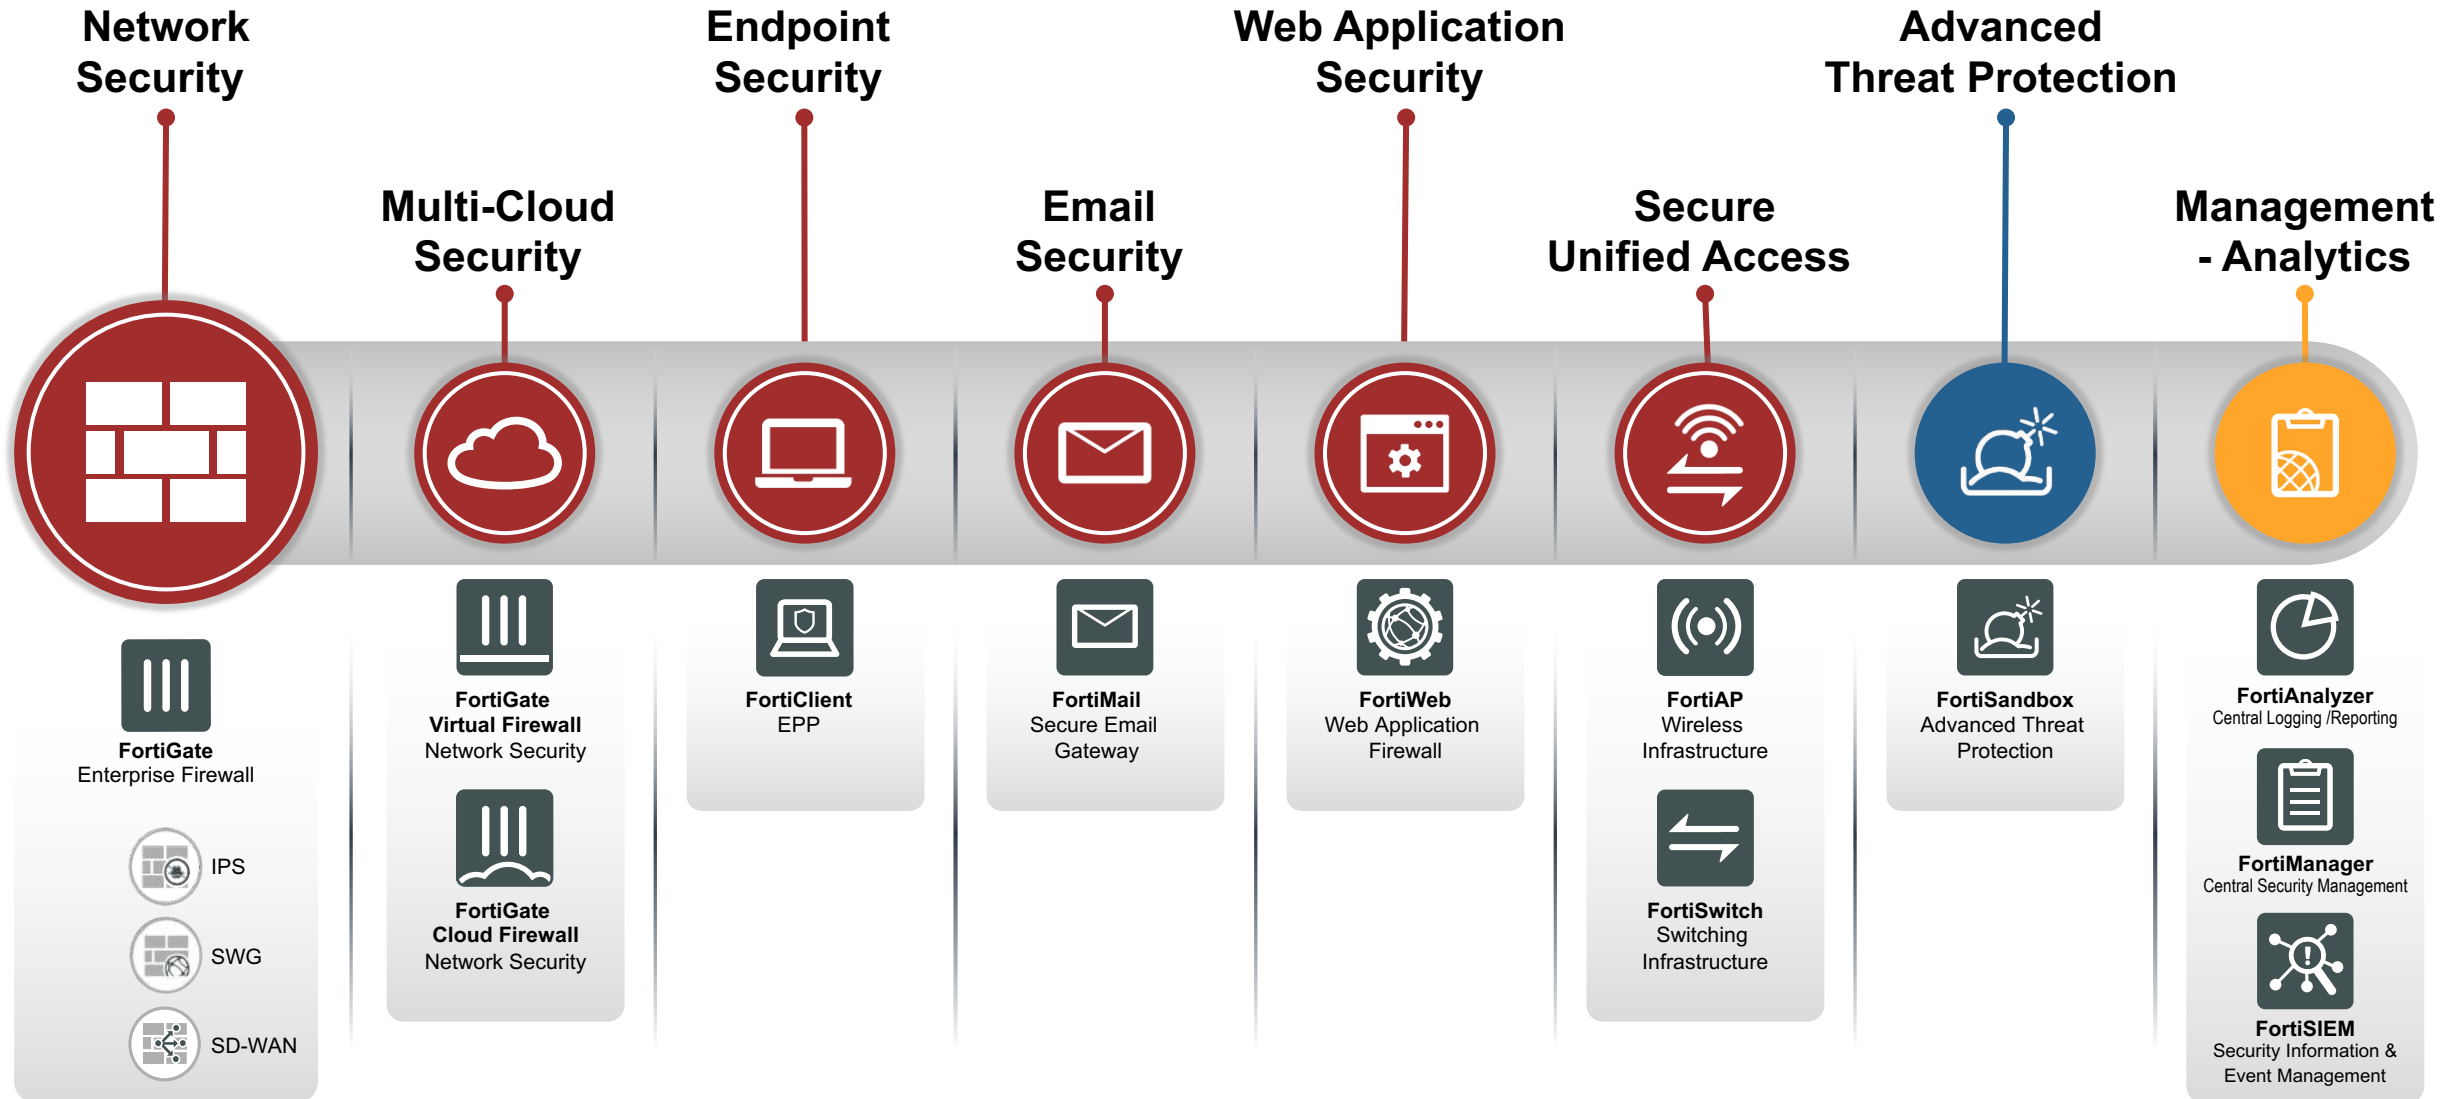 Network
Security
Endpoint
Security
Web Application
Security
Advanced
Threat Protection
Multi-Cloud
Security
Email
Security
Secure
Unified Access
Management
- Analytics
FortiGate
Enterprise Firewall
IPS
SWG
SD-WAN
FortiGate
Virtual Firewall
Network Security
FortiGate
Cloud Firewall
Network Security
FortiClient
EPP
FortiMail
Secure Email
Gateway
FortiWeb
Web Application
Firewall
FortiAP
Wireless
Infrastructure
FortiSwitch
Switching
Infrastructure
FortiSandbox
Advanced Threat
Protection
FortiAnalyzer
Central Logging /Reporting
FortiManager
Central Security Management
FortiSIEM
Security Information &
Event Management